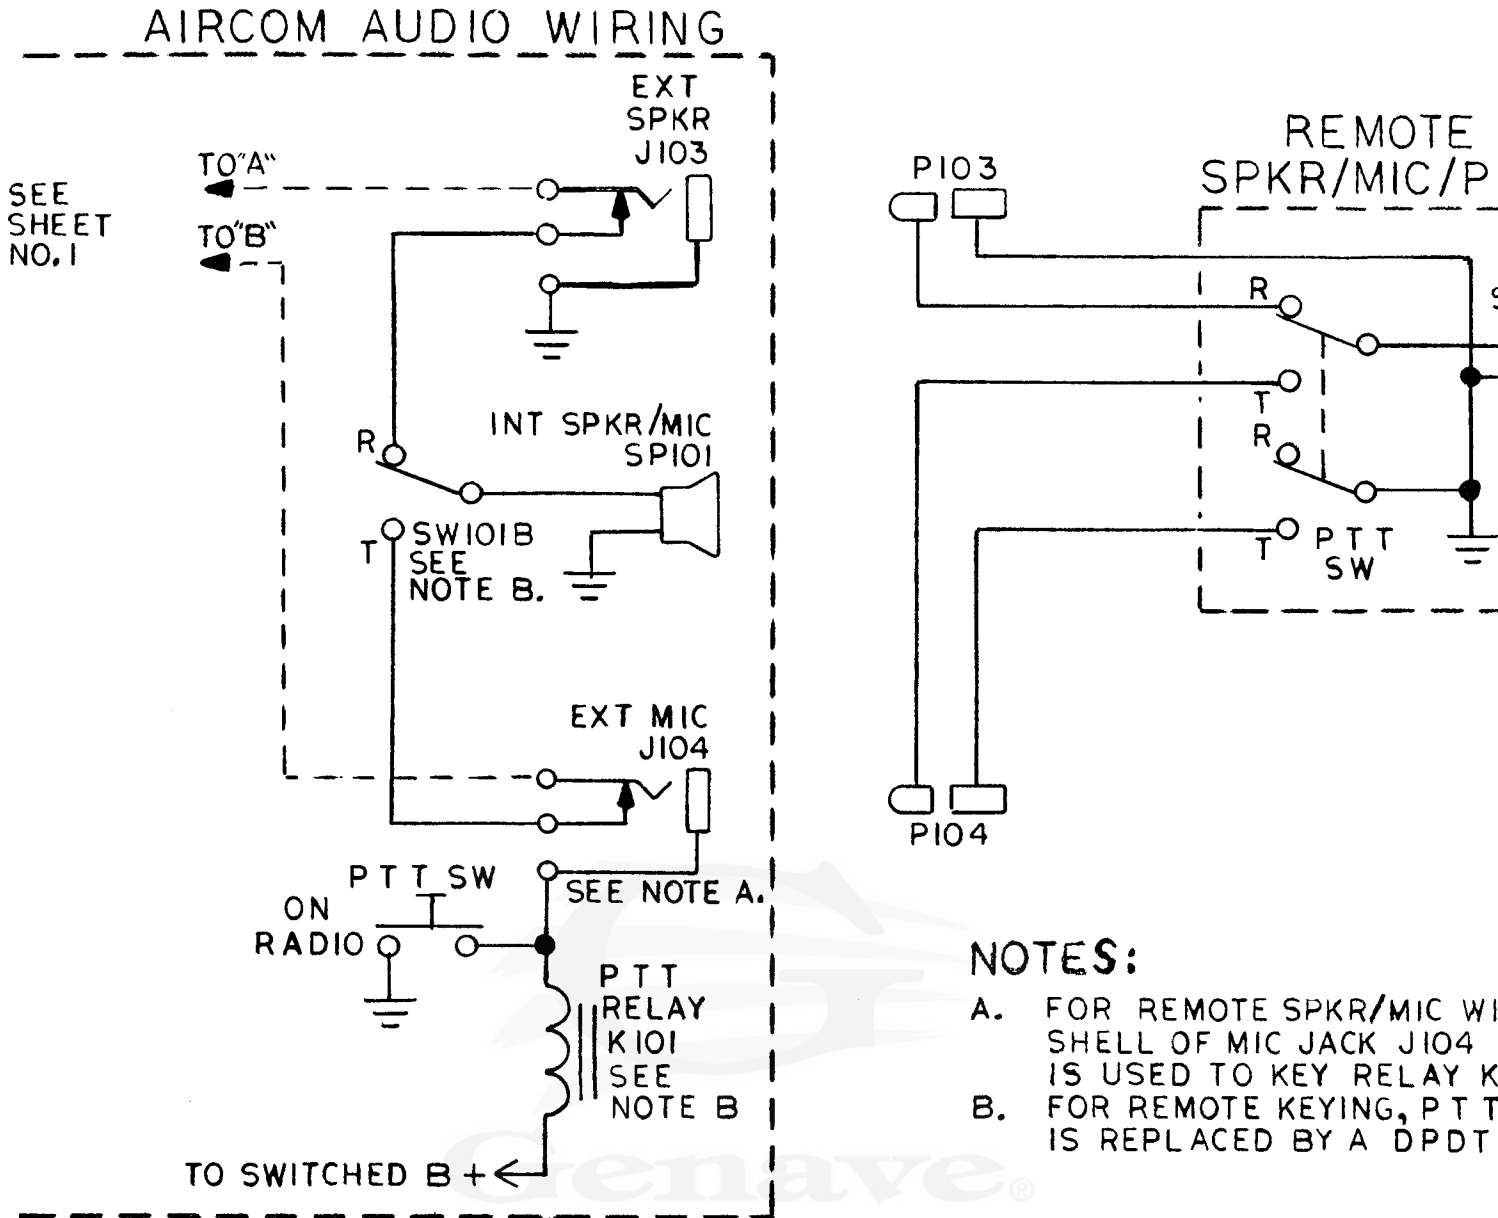 AIRCOM AUDIO WIRING
EXT
SPKR
J103
TO"A"
SEE
SHEET
NO. 1
TO"B"
R
INT SPKR/MIC
SP101
T
SW101B
SEE
NOTE B.
EXT MIC
J104
SEE NOTE A.
PTT SW
ON
RADIO
PTT
RELAY
K101
SEE
NOTE B
TO SWITCHED B+
P103
REMOTE
SPKR/MIC/P
R
T
R
T
PTT
SW
P104
NOTES:
A. FOR REMOTE SPKR/MIC WI
SHELL OF MIC JACK J104
IS USED TO KEY RELAY K
B. FOR REMOTE KEYING, PTT
IS REPLACED BY A DPDT
Genave®